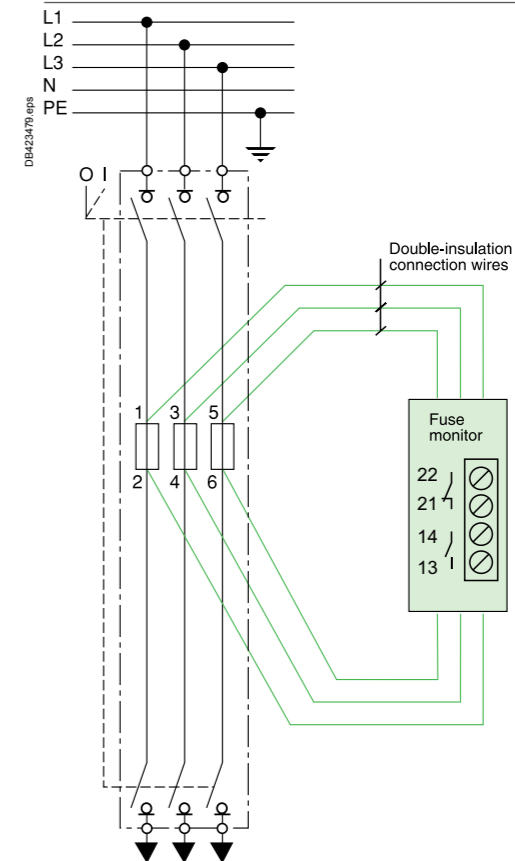 L1
L2
L3
N
PE
DB423479.eps
O I
Double-insulation
connection wires
1 3 5
2 4 6
Fuse
monitor
22
21
14
13